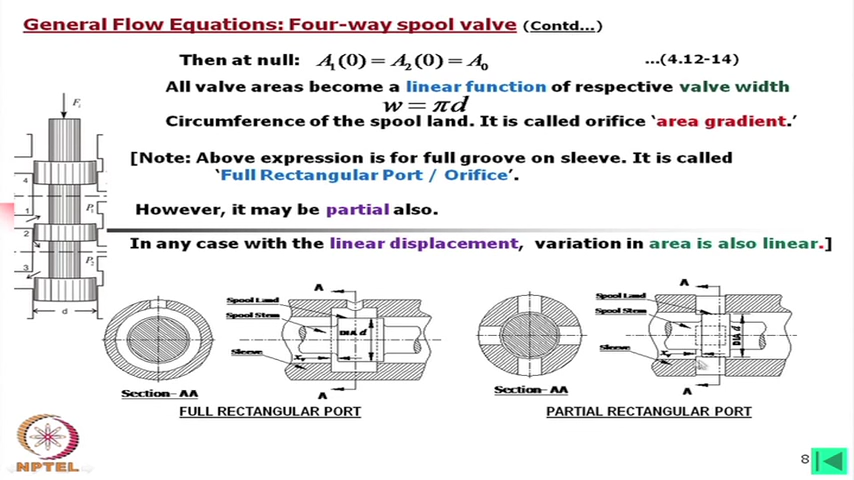 General Flow Equations: Four-way spool valve (Contd...)
Then at null: A₁(0) = A₂(0) = A₀ ...(4.12-14)
All valve areas become a linear function of respective valve width
w = πd
Circumference of the spool land. It is called orifice ‘area gradient.’
[Note: Above expression is for full groove on sleeve. It is called
‘Full Rectangular Port / Orifice’.
However, it may be partial also.
In any case with the linear displacement, variation in area is also linear.]
4
P₁
1
2
P₂
3
d
A
Spool Land
Spool Stem
DIA d
Sleeve
xᵥ
A
Section- AA
FULL RECTANGULAR PORT
A
Spool Land
Spool Stem
DIA d
Sleeve
xᵥ
A
Section- AA
PARTIAL RECTANGULAR PORT
NPTEL
8